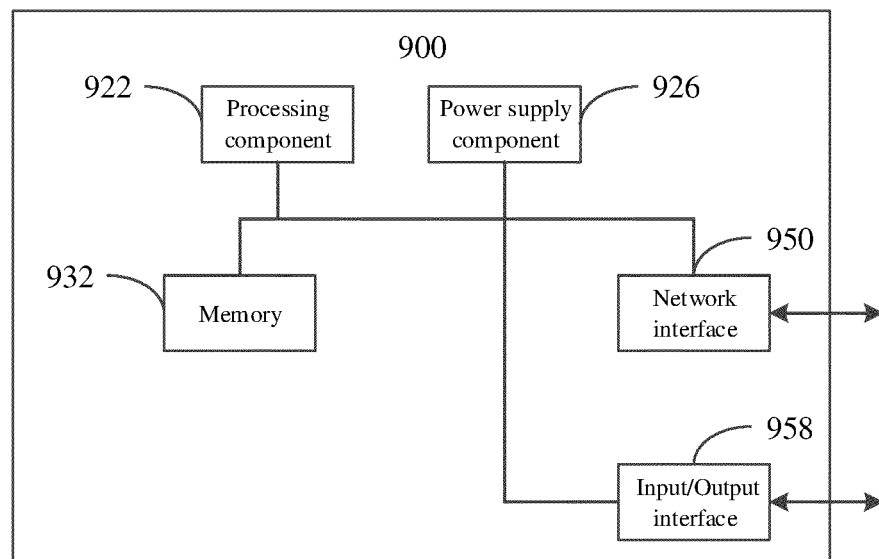 900
922
Processing
component
Power supply
component
926
932
Memory
950
Network
interface
958
Input/Output
interface